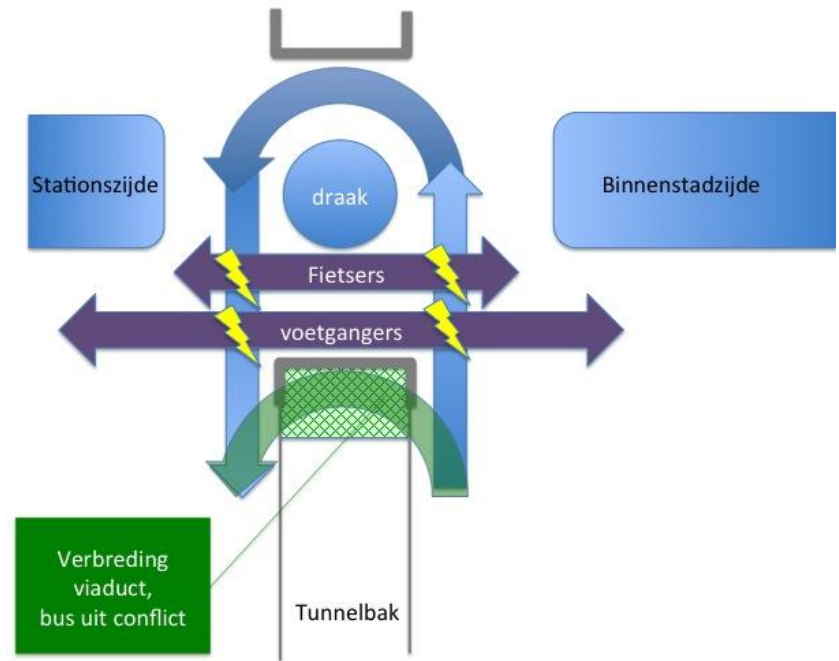 Stationszijde
draak
Binnenstadzijde
Fietsers
voetgangers
Verbreding
viaduct,
bus uit conflict
Tunnelbak